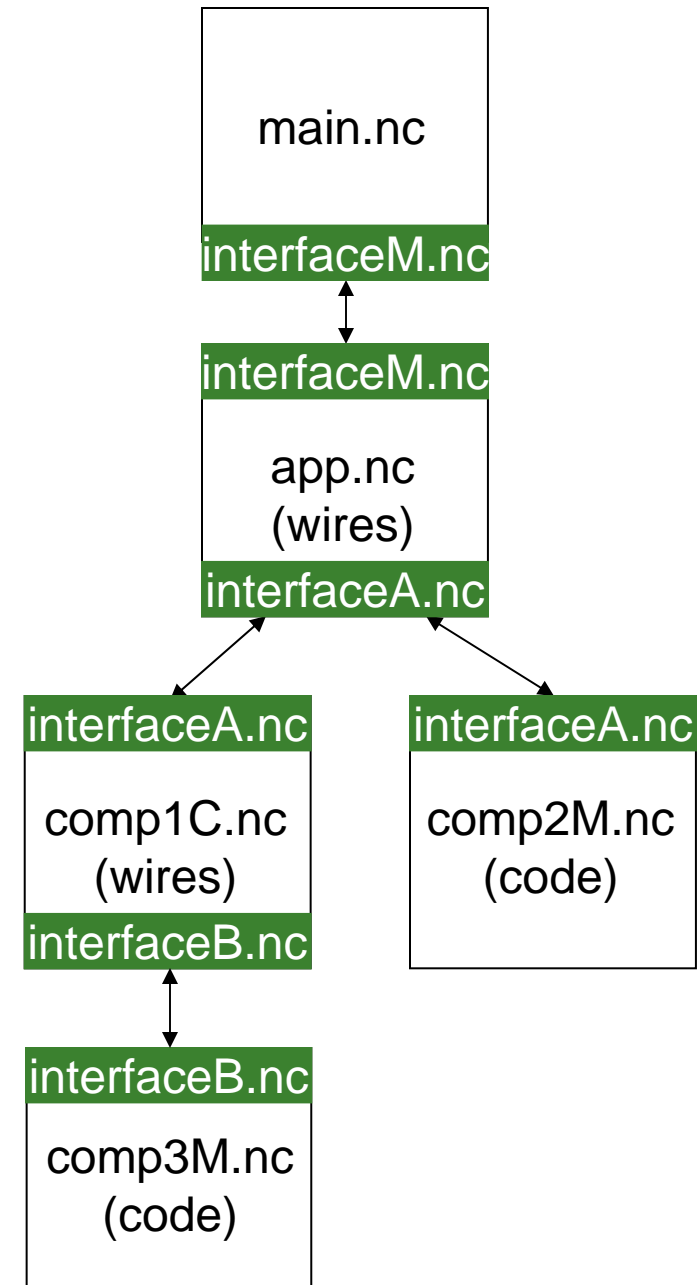 main.nc
interfaceM.nc
interfaceM.nc
app.nc
(wires)
interfaceA.nc
interfaceA.nc
comp1C.nc
(wires)
interfaceB.nc
interfaceA.nc
comp2M.nc
(code)
interfaceB.nc
comp3M.nc
(code)